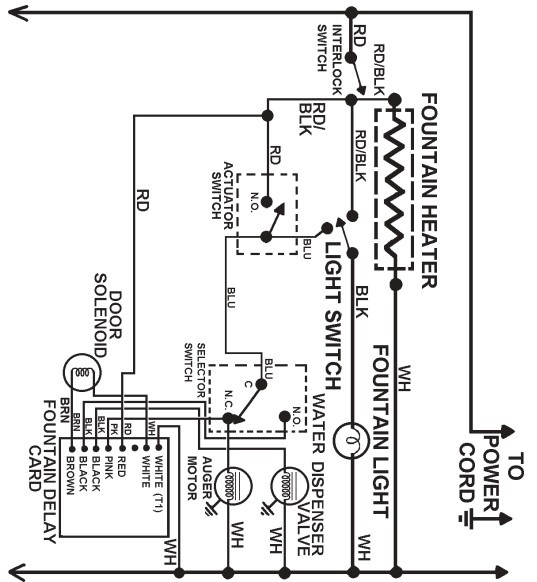 RD
INTERLOCK
SWITCH
RD/BLK
RD/
BLK
RD/BLK
FOUNTAIN HEATER
RD
RD
ACTUATOR
SWITCH
N.O.
BLU
LIGHT SWITCH
BLK
FOUNTAIN LIGHT
WH
TO
POWER
CORD
BLU
BLU
SELECTOR
SWITCH
C
N.C.
N.O.
WATER DISPENSER
VALVE
AUGER
MOTOR
WH
WH
WH
DOOR
SOLENOID
BRN
BRN
BLK
BLK
PK
RD
WH
BROWN
BLACK
BLACK
PINK
RED
WHITE
WHITE (T1)
FOUNTAIN DELAY
CARD
WH